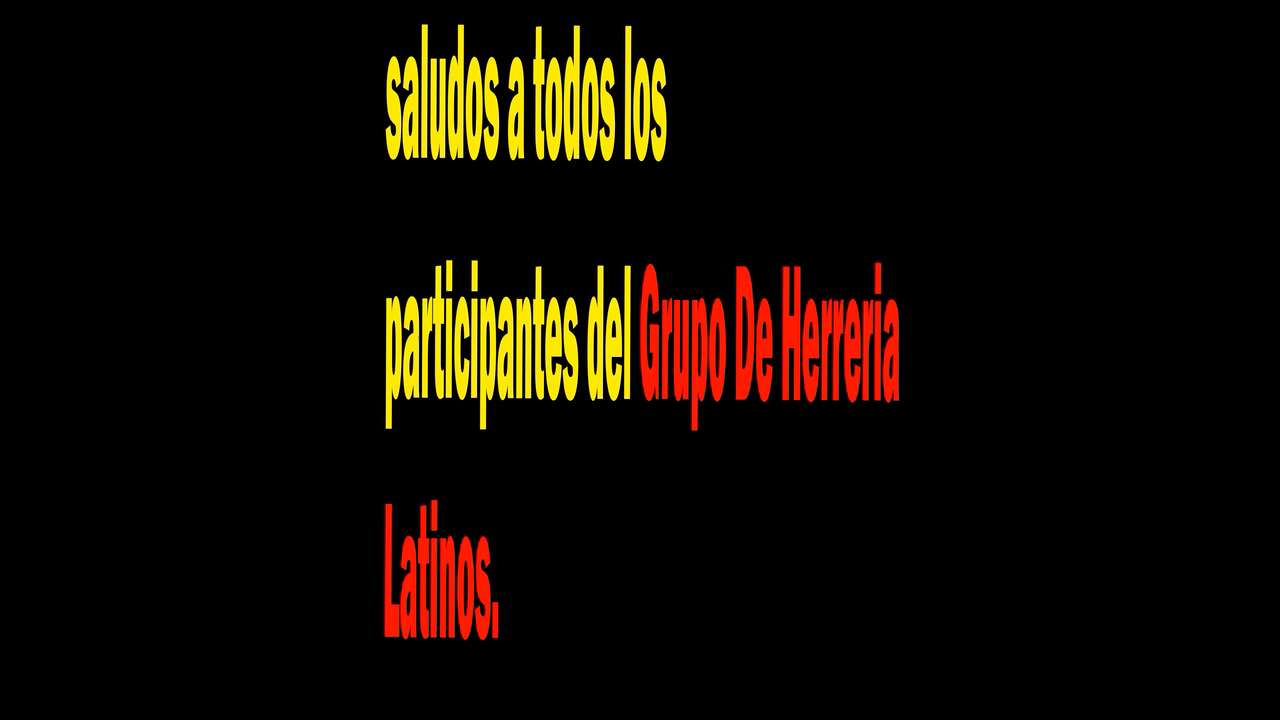 saludos a todos los
participantes del Grupo De Herreria
Latinos.